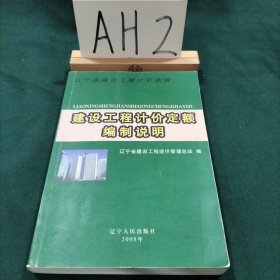 AH2
辽宁省建设工程计价依据
LIAONINGSHENGJIANSHEGONGCHENGJIJIAYIJU
建设工程计价定额
编制说明
辽宁省建设工程造价管理总站 编
辽宁人民出版社
2008年